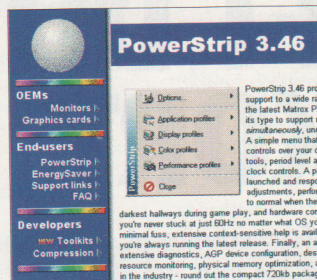 PowerStrip 3.46
OEMs
Monitors
Graphics cards
End-users
PowerStrip
EnergySaver
Support links
FAQ
Developers
NEW Toolkits
Compression
Options...
Application profiles
Display profiles
Color profiles
Performance profiles
Close
PowerStrip
PowerStrip 3.46 pro
support to a wide ra
the latest Matrox P
its type to support
simultaneously, un
A simple menu that
controls over your d
tools, period level a
clock controls. A p
launched and respo
adjustments, perfor
to normal when the
darkest hallways during game play, and hardware con
you're never stuck at just 60Hz no matter what OS yo
minimal fuss, extensive context-sensitive help is avail
you're always running the latest release. Finally, an a
extensive diagnostics, AGP device configuration, des
resource monitoring, physical memory optimization, a
in the industry - round out the compact 720kb packag